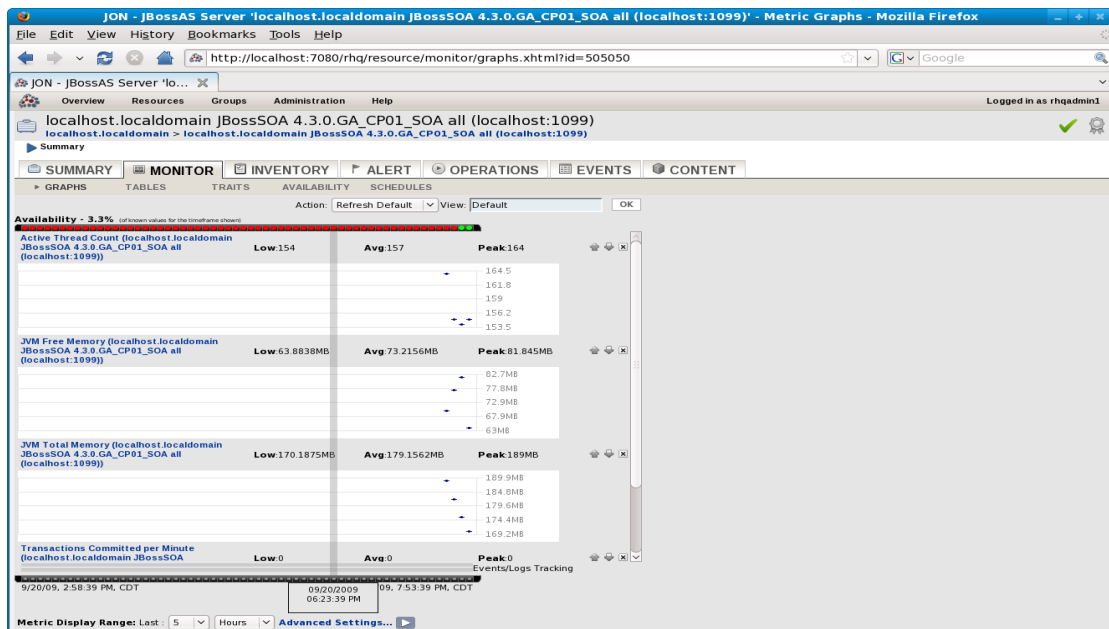 JON - JBossAS Server 'localhost.localdomain JBossSOA 4.3.0.GA_CP01_SOA all (localhost:1099)' - Metric Graphs - Mozilla Firefox
File Edit View History Bookmarks Tools Help
http://localhost:7080/rhq/resource/monitor/graphs.xhtml?id=505050
G Google
JON - JBossAS Server 'lo...
Overview Resources Groups Administration Help Logged in as rhqadmin1
localhost.localdomain JBossSOA 4.3.0.GA_CP01_SOA all (localhost:1099)
localhost.localdomain > localhost.localdomain JBossSOA 4.3.0.GA_CP01_SOA all (localhost:1099)
Summary
SUMMARY MONITOR INVENTORY ALERT OPERATIONS EVENTS CONTENT
GRAPHS TABLES TRAITS AVAILABILITY SCHEDULES
Action: Refresh Default View: Default OK
Availability - 3.3% (of known values for the timeframe shown)
Active Thread Count (localhost.localdomain
JBossSOA 4.3.0.GA_CP01_SOA all
(localhost:1099))
Low:154 Avg:157 Peak:164
164.5
161.8
159
156.2
153.5
JVM Free Memory (localhost.localdomain
JBossSOA 4.3.0.GA_CP01_SOA all
(localhost:1099))
Low:63.8838MB Avg:73.2156MB Peak:81.845MB
82.7MB
77.8MB
72.9MB
67.9MB
63MB
JVM Total Memory (localhost.localdomain
JBossSOA 4.3.0.GA_CP01_SOA all
(localhost:1099))
Low:170.1875MB Avg:179.1562MB Peak:189MB
189.9MB
184.8MB
179.6MB
174.4MB
169.2MB
Transactions Committed per Minute
(localhost.localdomain JBossSOA
Low:0 Avg:0 Peak:0
Events/Logs Tracking
9/20/09, 2:58:39 PM, CDT 09, 7:53:39 PM, CDT
09/20/2009
06:23:39 PM
Metric Display Range: Last : 5 Hours Advanced Settings...